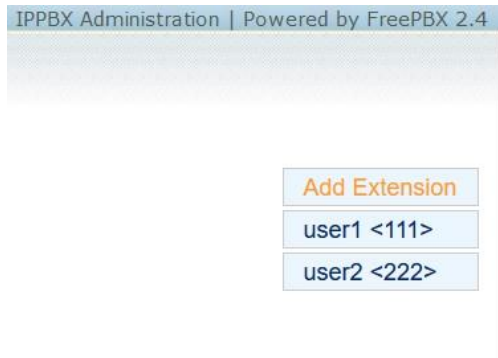 IPPBX Administration | Powered by FreePBX 2.4
Add Extension
user1 <111>
user2 <222>